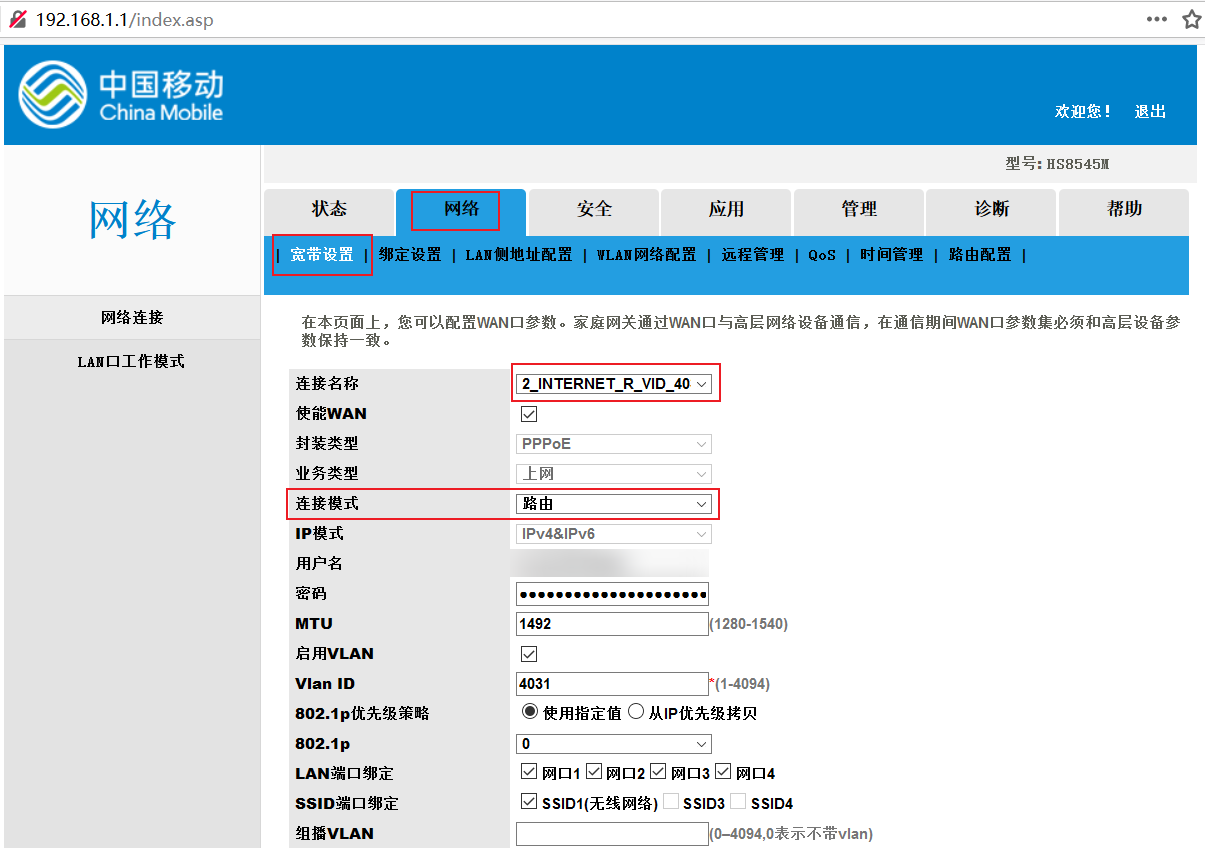 192.168.1.1/index.asp
中国移动
China Mobile
欢迎您! 退出
型号: HS8545M
网络
状态 网络 安全 应用 管理 诊断 帮助
| 宽带设置 | 绑定设置 | LAN侧地址配置 | WLAN网络配置 | 远程管理 | QoS | 时间管理 | 路由配置 |
网络连接
LAN口工作模式
在本页面上，您可以配置WAN口参数。家庭网关通过WAN口与高层网络设备通信，在通信期间WAN口参数集必须和高层设备参
数保持一致。
连接名称 2_INTERNET_R_VID_40
使能WAN
封装类型 PPPoE
业务类型 上网
连接模式 路由
IP模式 IPv4&IPv6
用户名
密码 ●●●●●●●●●●●●●●●●●●●●●
MTU 1492 (1280-1540)
启用VLAN
Vlan ID 4031 *(1-4094)
802.1p优先级策略 使用指定值 从IP优先级拷贝
802.1p 0
LAN端口绑定 网口1 网口2 网口3 网口4
SSID端口绑定 SSID1(无线网络) SSID3 SSID4
组播VLAN (0–4094,0表示不带vlan)